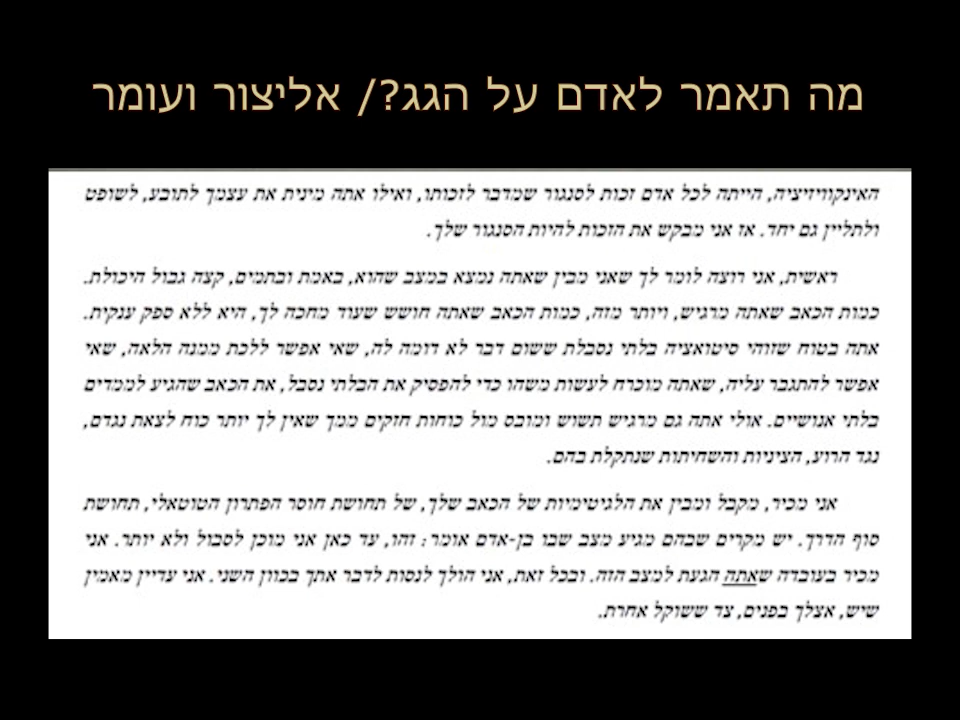 מה תאמר לאדם על הגג?/ אליצור ועומר
האינקוויזיציה, הייתה לכל אדם זכות לסנגור שמדבר לזכותו, ואילו אתה מינית את עצמך לתובע, לשופט
ולתליין גם יחד. אז אני מבקש את הזכות להיות הסנגור שלך.
ראשית, אני רוצה לומר לך שאני מבין שאתה נמצא במצב שהוא, באמת ובתמים, קצה גבול היכולת.
כמות הכאב שאתה מרגיש, ויותר מזה, כמות הכאב שאתה חושש שעוד מחכה לך, היא ללא ספק ענקית.
אתה בטוח שזוהי סיטואציה בלתי נסבלת ששום דבר לא דומה לה, שאי אפשר ללכת ממנה הלאה, שאי
אפשר להתגבר עליה, שאתה מוכרח לעשות משהו כדי להפסיק את הבלתי נסבל, את הכאב שהגיע לממדים
בלתי אנושיים. אולי אתה גם מרגיש תשוש ומובס מול כוחות חזקים ממך שאין לך יותר כוח לצאת נגדם,
נגד הרוע, הציניות והשחיתות שנתקלת בהם.
אני מכיר, מקבל ומבין את הלגיטימיות של הכאב שלך, של תחושת חוסר הפתרון הטוטאלי, תחושת
סוף הדרך. יש מקרים שבהם מגיע מצב שבו בן-אדם אומר: זהו, עד כאן אני מוכן לסבול ולא יותר. אני
מכיר בעובדה שאתה הגעת למצב הזה. ובכל זאת, אני הולך לנסות לדבר אתך בכוון השני. אני עדיין מאמין
שיש, אצלך בפנים, צד ששוקל אחרת.